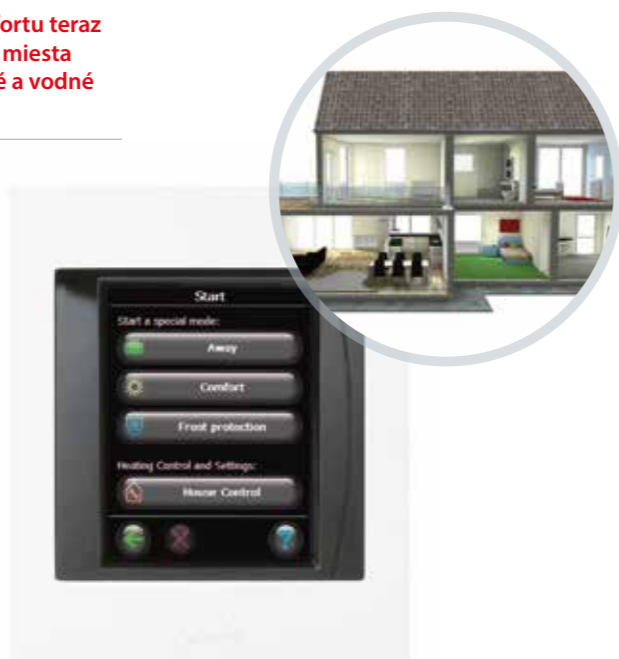 ortu teraz
miesta
é a vodné
Start
Start a special mode:
Away
Comfort
Frost protection
Heating Control and Settings:
House Control